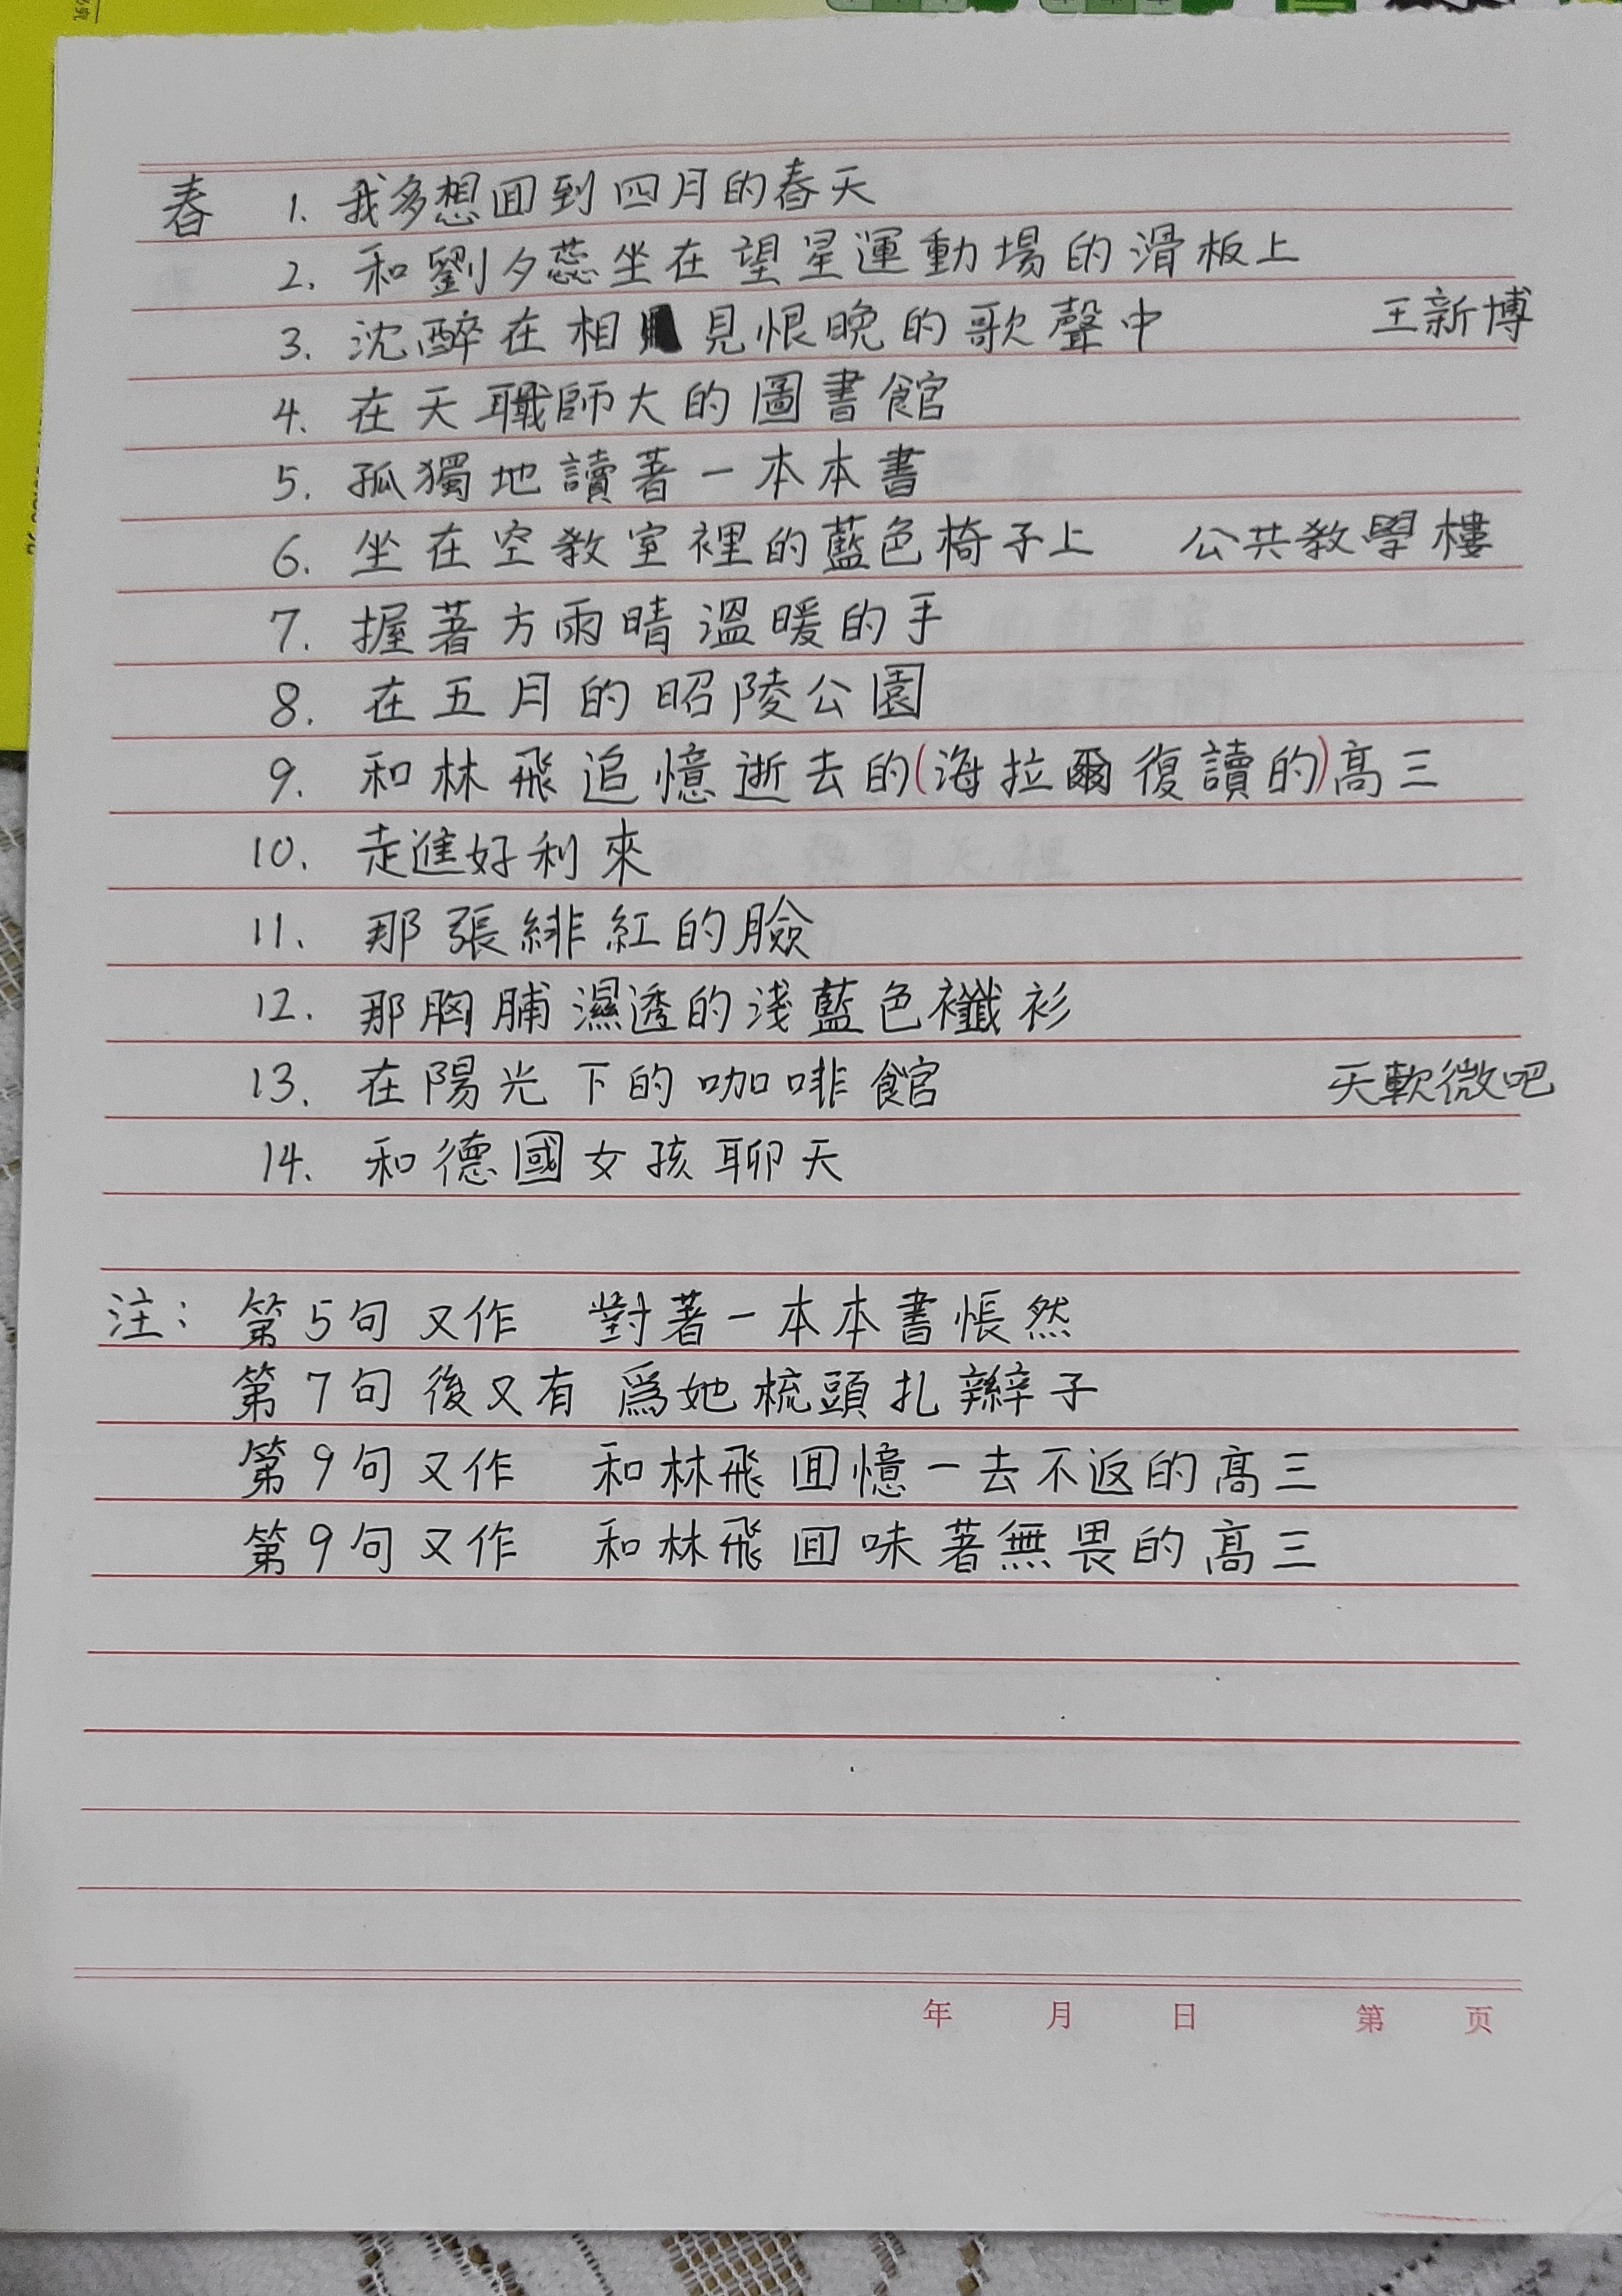 春 1. 我多想囬到四月的春天
2. 和劉夕蕊坐在望星運動場的滑板上
3. 沈醉在相見恨晚的歌聲中 王新博
4. 在天職師大的圖書館
5. 孤獨地讀著一本本書
6. 坐在空教室裡的藍色椅子上 公共教學樓
7. 握著方雨晴溫暖的手
8. 在五月的昭陵公園
9. 和林飛追憶逝去的(海拉爾復讀的)高三
10. 走進好利來
11. 那張緋紅的臉
12. 那胸脯濕透的淺藍色襳衫
13. 在陽光下的咖啡館 天軟微吧
14. 和德國女孩聊天
注: 第5句又作 對著一本本書悵然
第7句後又有 爲她梳頭扎辮子
第9句又作 和林飛囬憶一去不返的高三
第9句又作 和林飛囬味著無畏的高三
年 月 日 第 页